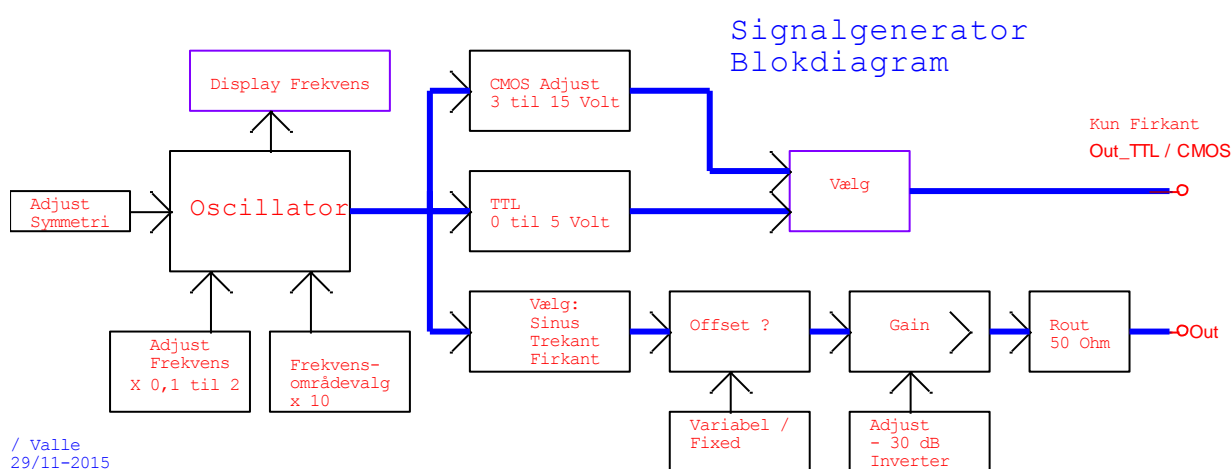 Signalgenerator
Blokdiagram
Display Frekvens
CMOS Adjust
3 til 15 Volt
Kun Firkant
Out_TTL / CMOS
Adjust
Symmetri
Oscillator
TTL
0 til 5 Volt
Vælg
Vælg:
Sinus
Trekant
Firkant
Offset ?
Gain
Rout
50 Ohm
Out
Adjust
Frekvens
X 0,1 til 2
Frekvens-
områdevalg
x 10
Variabel /
Fixed
Adjust
- 30 dB
Inverter
/ Valle
29/11-2015